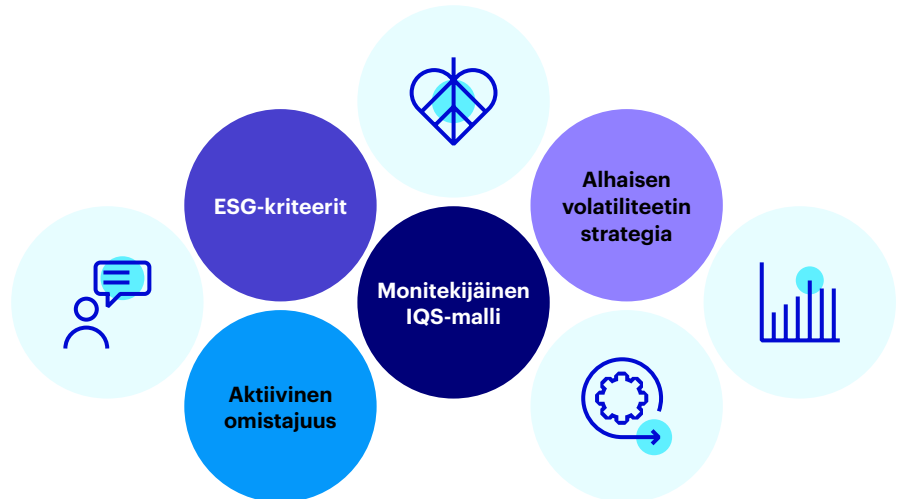 ESG-kriteerit
Alhaisen
volatiliteetin
strategia
Monitekijäinen
IQS-malli
Aktiivinen
omistajuus